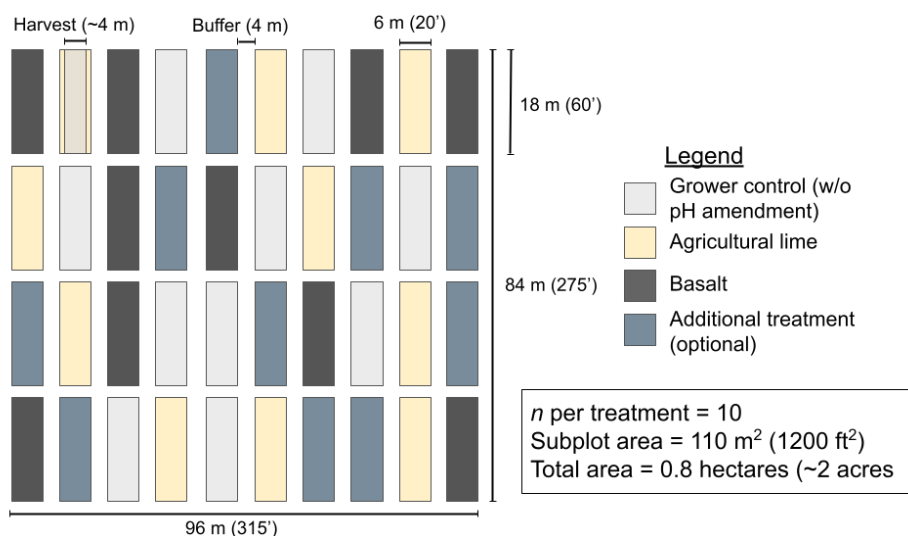 Harvest (~4 m)
Buffer (4 m)
6 m (20’)
18 m (60’)
Legend
Grower control (w/o
pH amendment)
Agricultural lime
Basalt
84 m (275’)
Additional treatment
(optional)
n per treatment = 10
Subplot area = 110 m² (1200 ft²)
Total area = 0.8 hectares (~2 acres
96 m (315’)